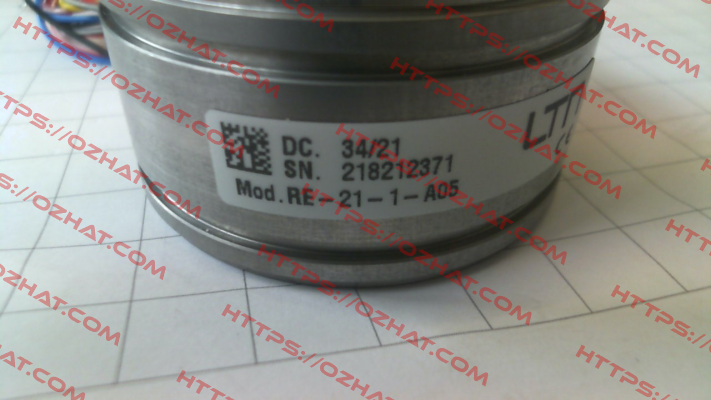 DC. 34/21
SN. 218212371
Mod.RE-21-1-A05
LTT
HTTPS://OZHAT.COM